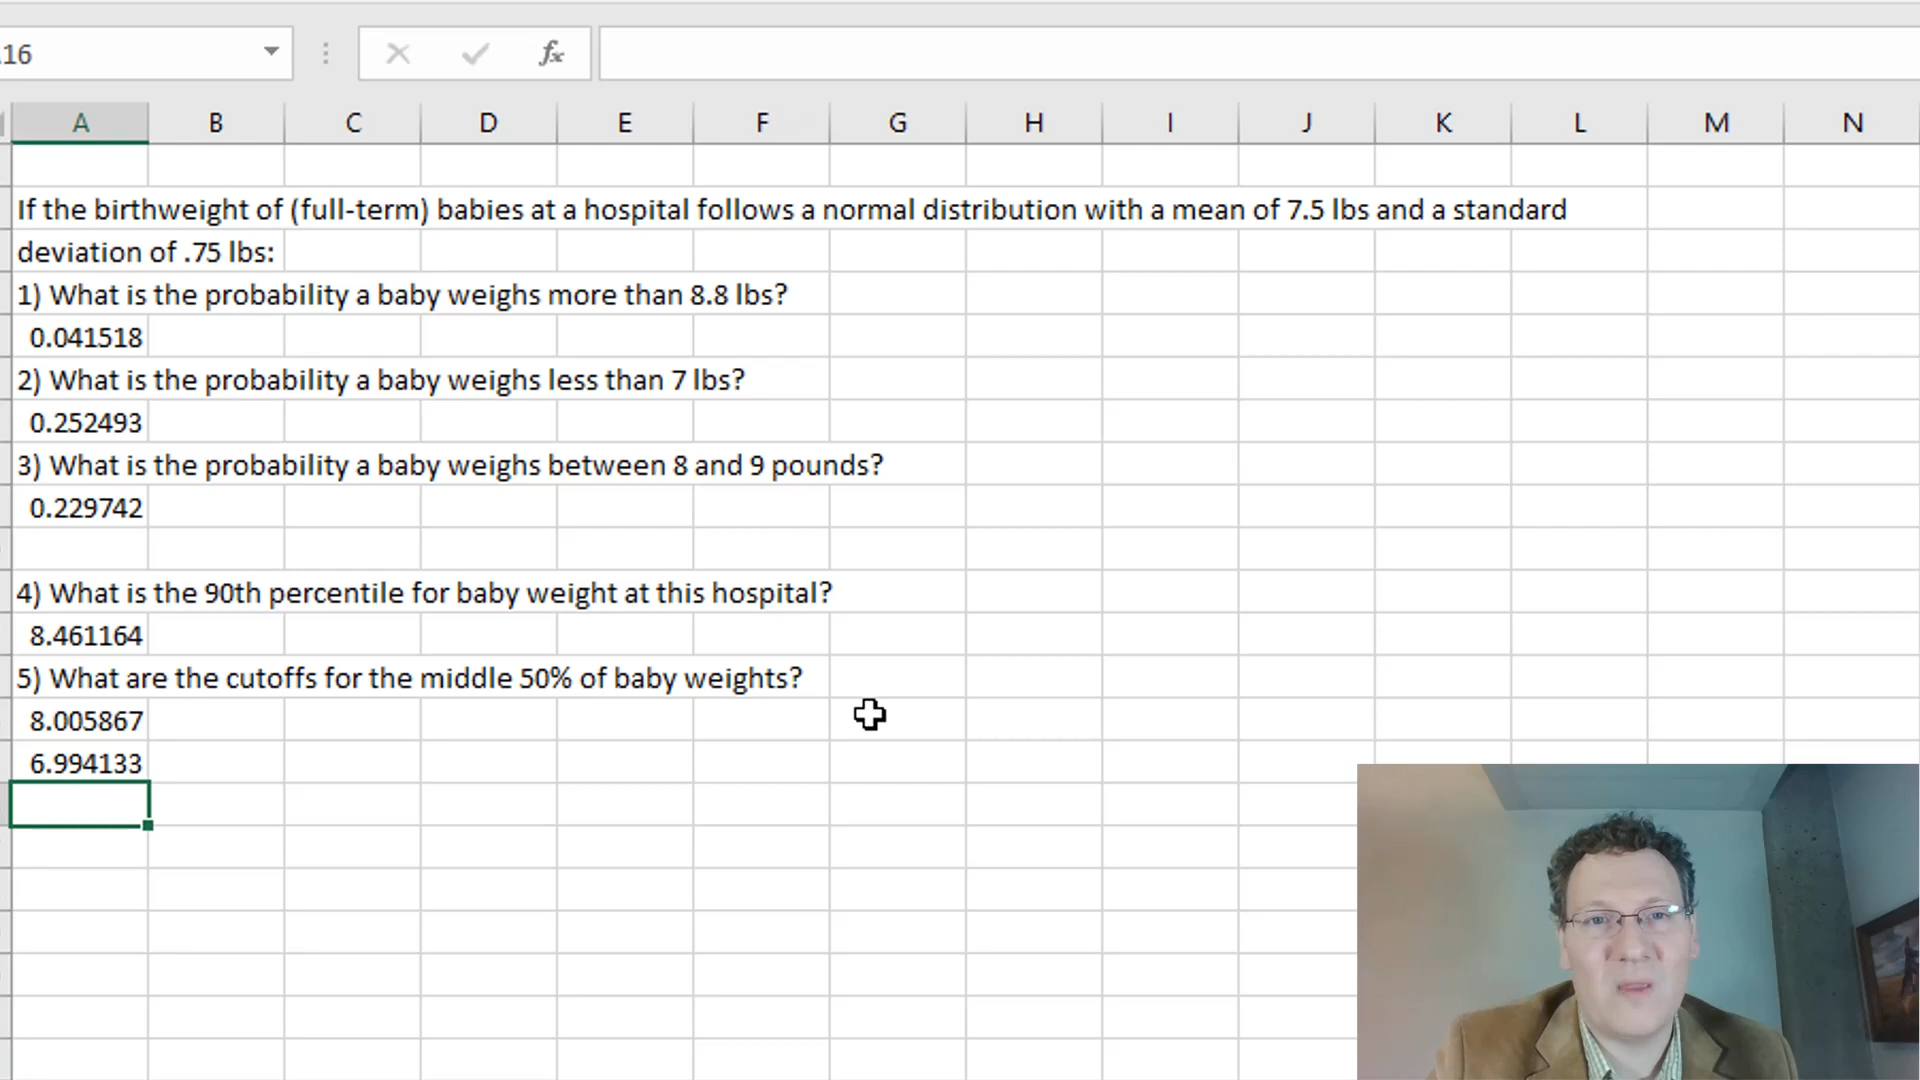 16
fx
A B C D E F G H I J K L M N
If the birthweight of (full-term) babies at a hospital follows a normal distribution with a mean of 7.5 lbs and a standard
deviation of .75 lbs:
1) What is the probability a baby weighs more than 8.8 lbs?
0.041518
2) What is the probability a baby weighs less than 7 lbs?
0.252493
3) What is the probability a baby weighs between 8 and 9 pounds?
0.229742
4) What is the 90th percentile for baby weight at this hospital?
8.461164
5) What are the cutoffs for the middle 50% of baby weights?
8.005867
6.994133